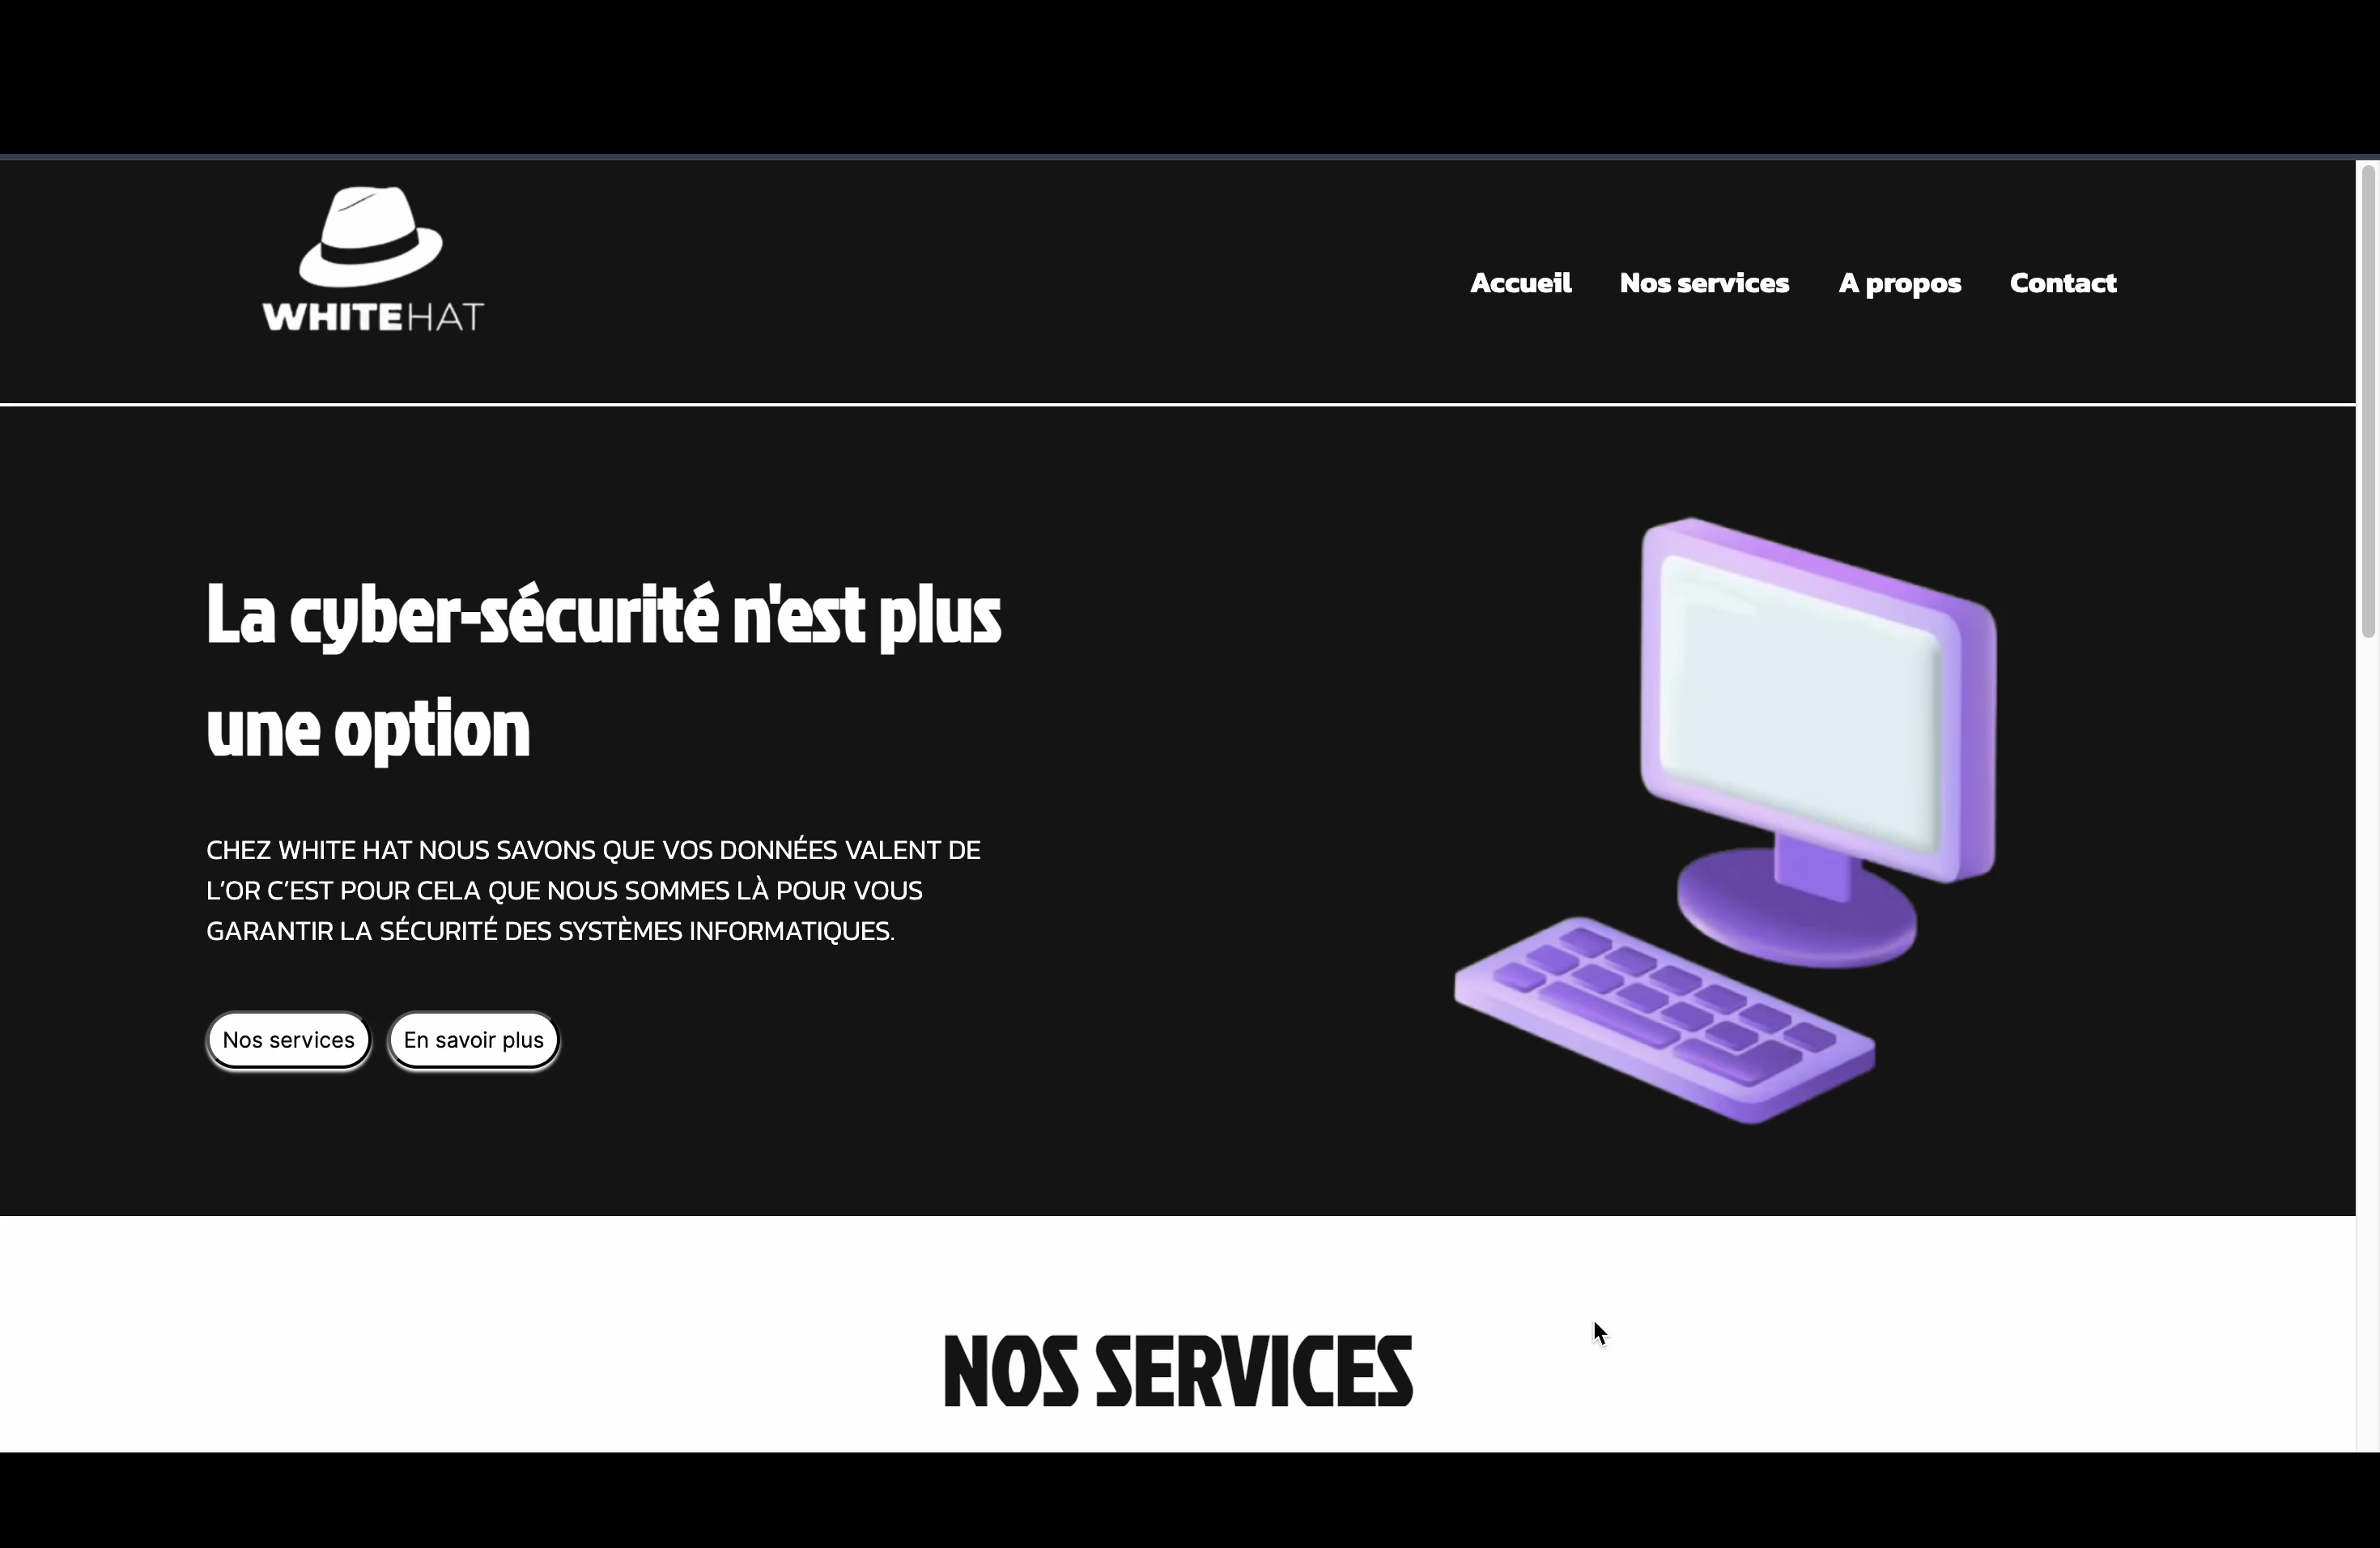 WHITEHAT
Accueil
Nos services
A propos
Contact
La cyber-sécurité n'est plus
une option
CHEZ WHITE HAT NOUS SAVONS QUE VOS DONNÉES VALENT DE
L’OR C’EST POUR CELA QUE NOUS SOMMES LÀ POUR VOUS
GARANTIR LA SÉCURITÉ DES SYSTÈMES INFORMATIQUES.
Nos services
En savoir plus
NOS SERVICES